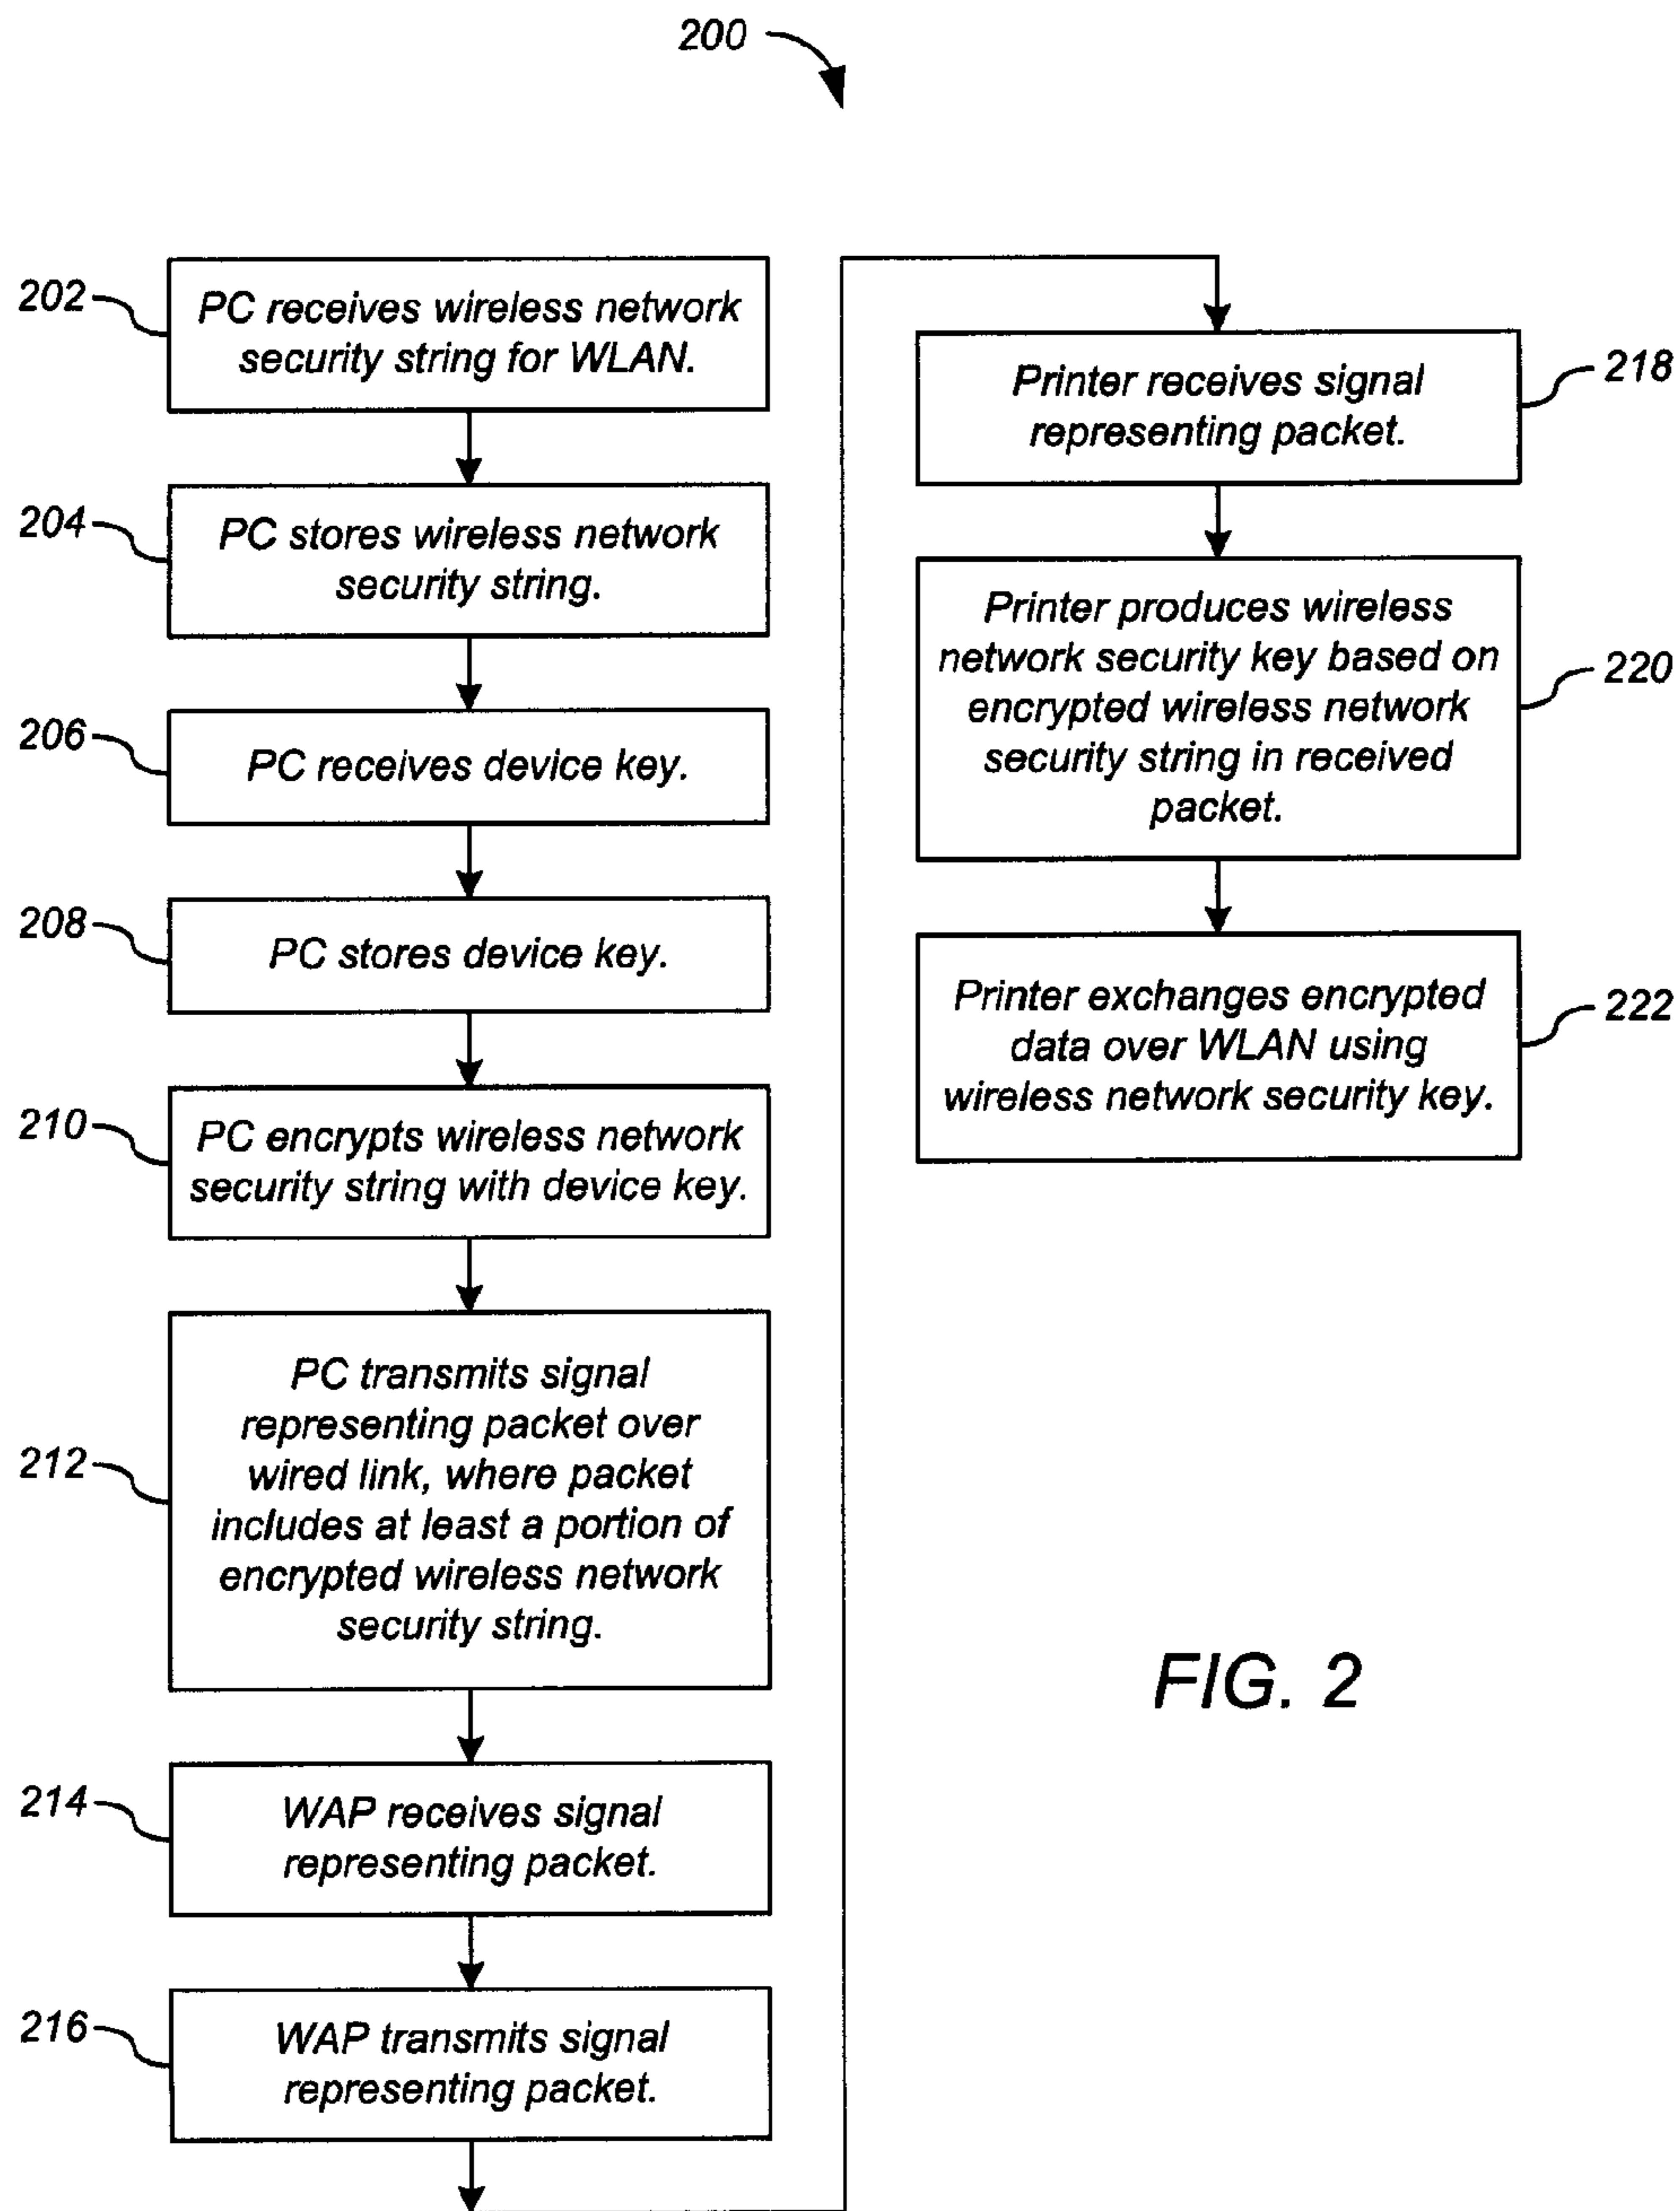 200
202
PC receives wireless network
security string for WLAN.
204
PC stores wireless network
security string.
206
PC receives device key.
208
PC stores device key.
210
PC encrypts wireless network
security string with device key.
212
PC transmits signal
representing packet over
wired link, where packet
includes at least a portion of
encrypted wireless network
security string.
214
WAP receives signal
representing packet.
216
WAP transmits signal
representing packet.
Printer receives signal
representing packet.
218
Printer produces wireless
network security key based on
encrypted wireless network
security string in received
packet.
220
Printer exchanges encrypted
data over WLAN using
wireless network security key.
222
FIG. 2